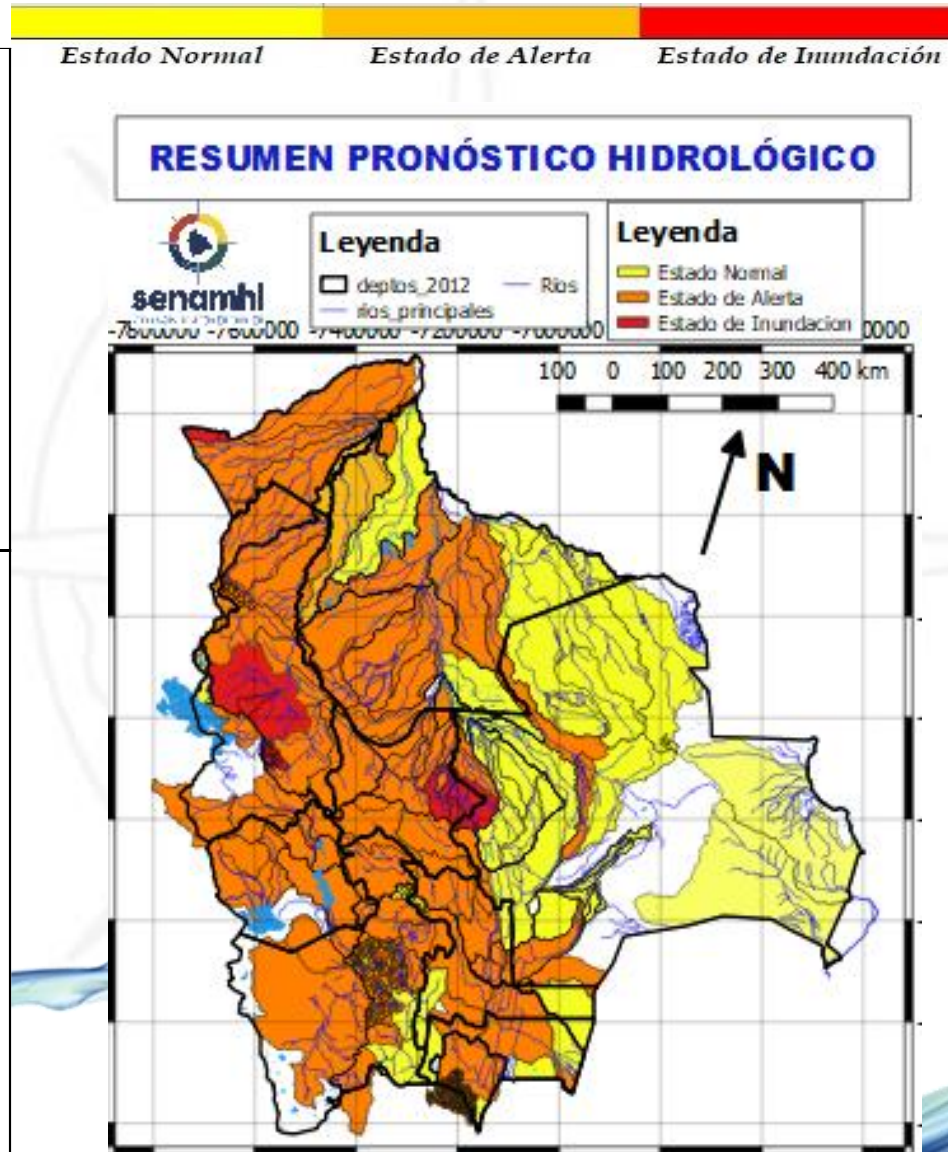 Estado Normal Estado de Alerta Estado de Inundación
RESUMEN PRONÓSTICO HIDROLÓGICO
senamhi
Leyenda
deptos_2012 Rios
rios_principales
Leyenda
Estado Normal
Estado de Alerta
Estado de Inundacion
-7600000 -7400000 -7200000 -7000000
100 0 100 200 300 400 km
N